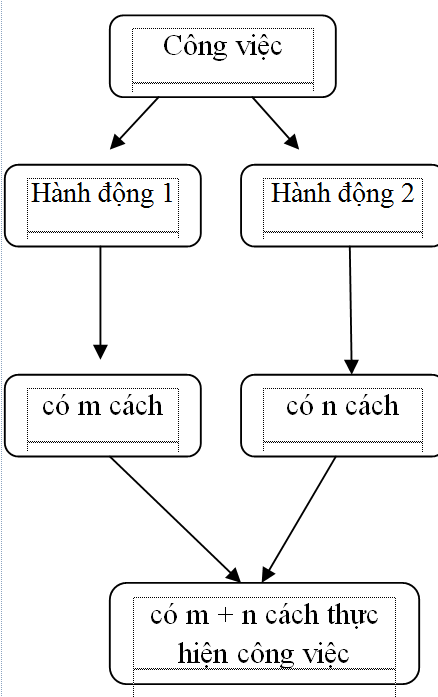 Công việc
Hành động 1
Hành động 2
có m cách
có n cách
có m + n cách thực
hiện công việc